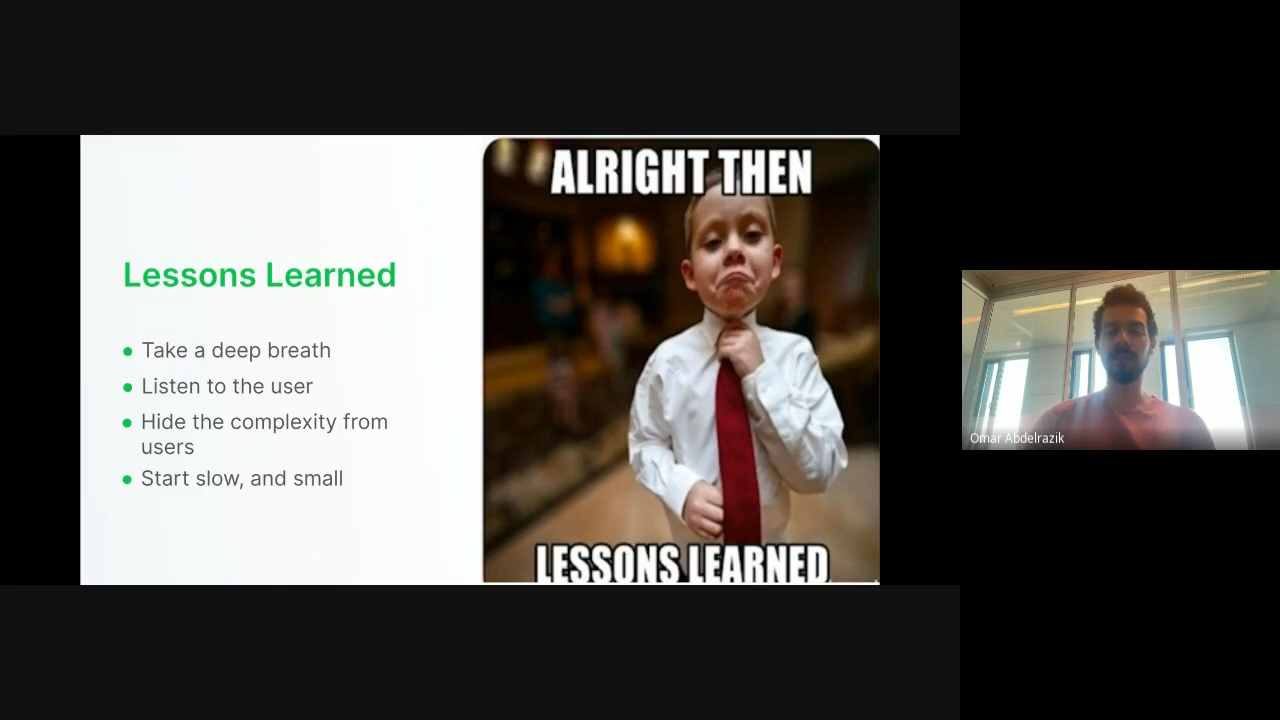 Lessons Learned
Take a deep breath
Listen to the user
Hide the complexity from
users
Start slow, and small
ALRIGHT THEN
LESSONS LEARNED
Omar Abdelrazik